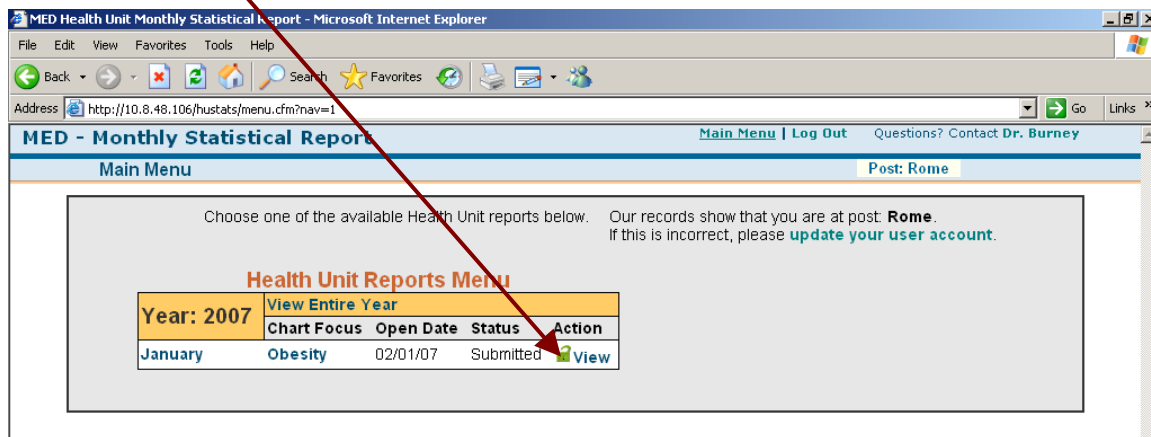 MED Health Unit Monthly Statistical Report - Microsoft Internet Explorer
File Edit View Favorites Tools Help
Back Search Favorites
Address http://10.8.48.106/hustats/menu.cfm?nav=1 Go Links »
MED - Monthly Statistical Report Main Menu | Log Out Questions? Contact Dr. Burney
Main Menu Post: Rome
Choose one of the available Health Unit reports below. Our records show that you are at post: Rome.
If this is incorrect, please update your user account.
Health Unit Reports Menu
Year: 2007 View Entire Year
Chart Focus Open Date Status Action
January Obesity 02/01/07 Submitted View